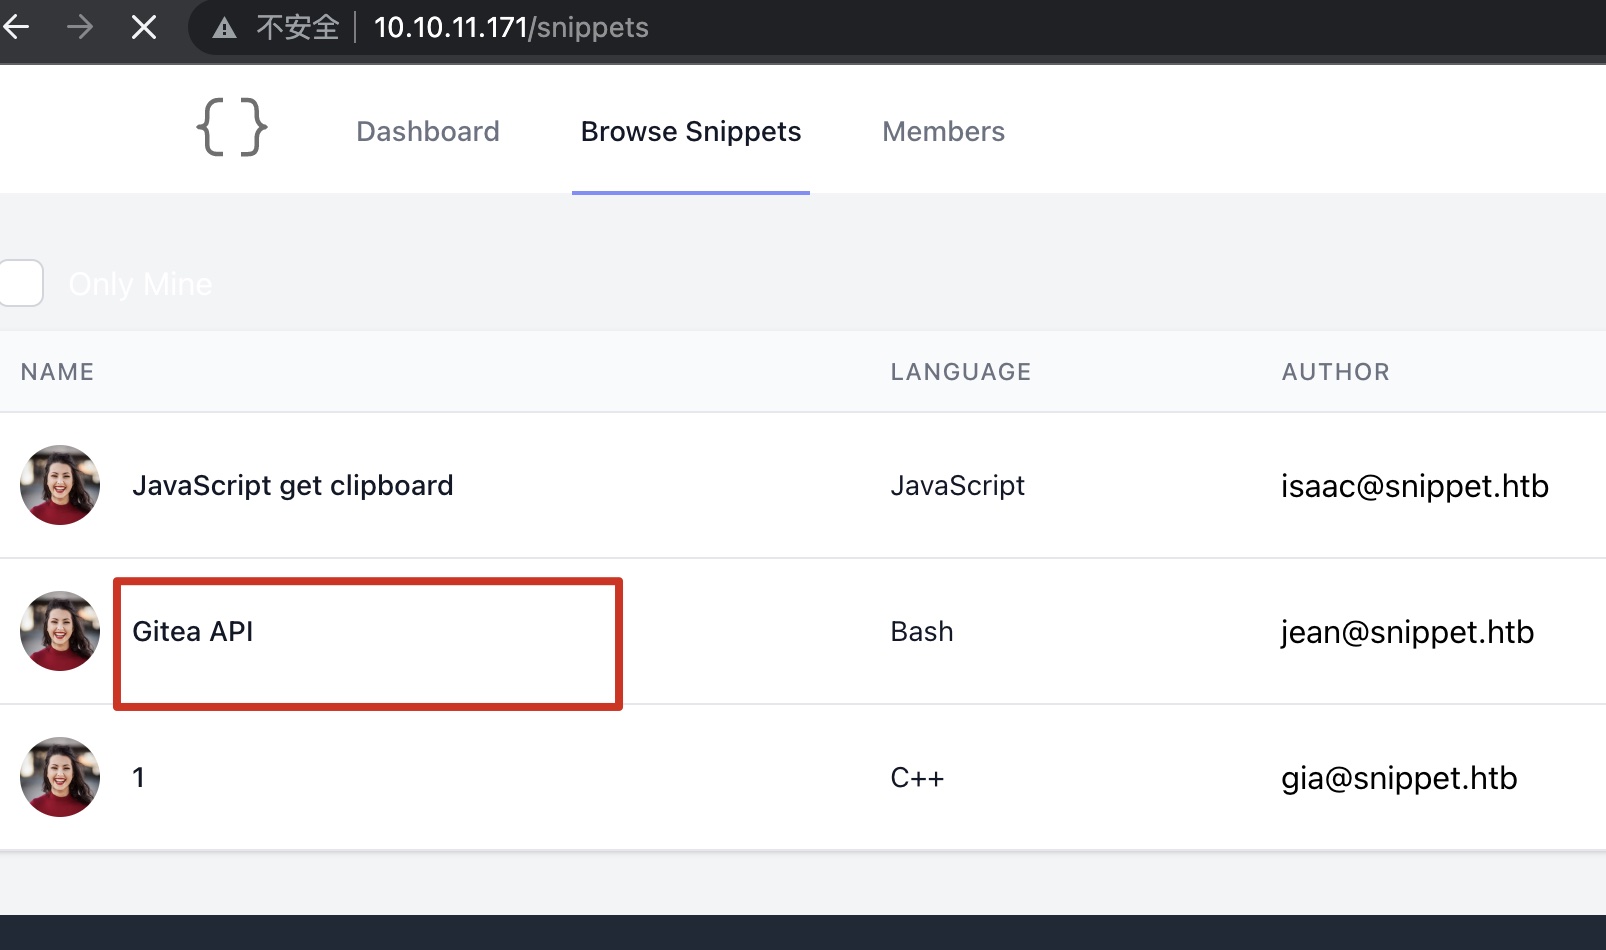 不安全 | 10.10.11.171/snippets
{ } Dashboard Browse Snippets Members
Only Mine
NAME LANGUAGE AUTHOR
JavaScript get clipboard JavaScript isaac@snippet.htb
Gitea API Bash jean@snippet.htb
1 C++ gia@snippet.htb